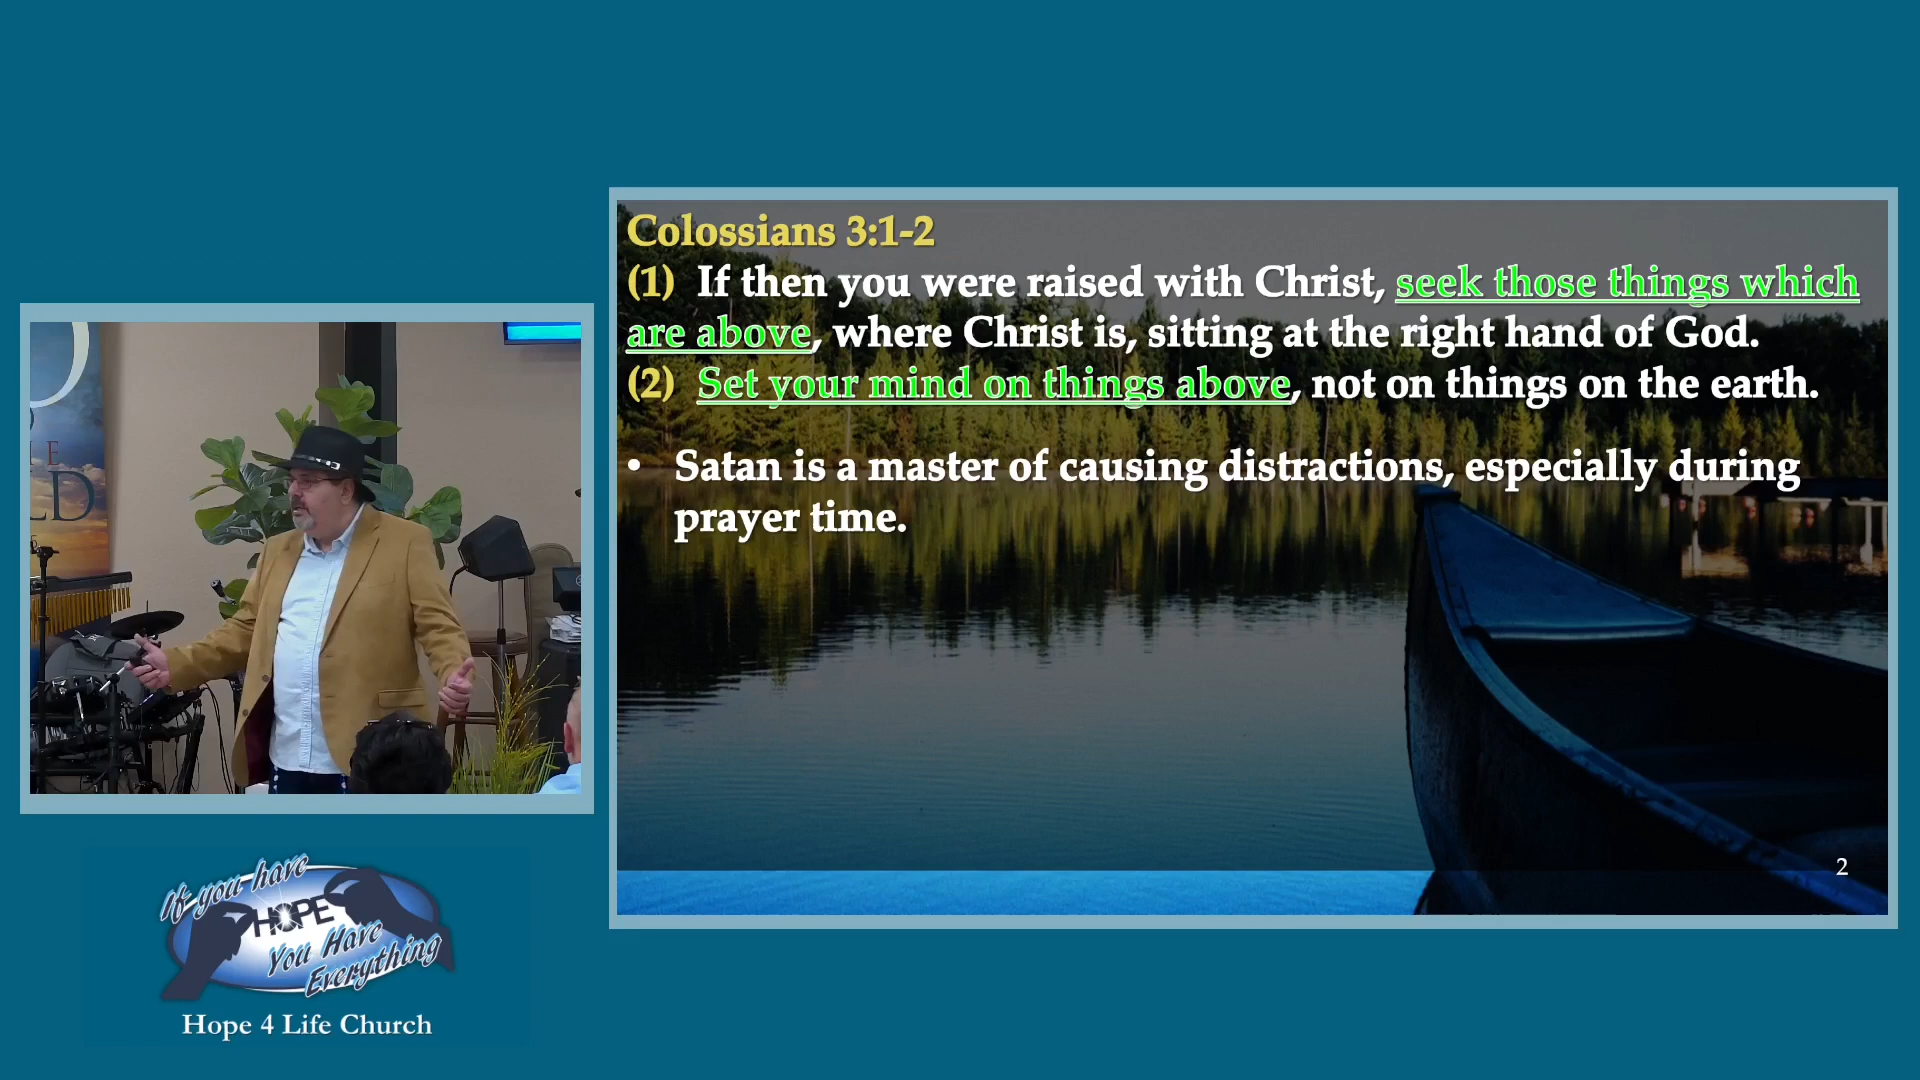 Colossians 3:1-2
(1) If then you were raised with Christ, seek those things which
are above, where Christ is, sitting at the right hand of God.
(2) Set your mind on things above, not on things on the earth.
• Satan is a master of causing distractions, especially during
prayer time.
2
If you have
HOPE
You Have
Everything
Hope 4 Life Church